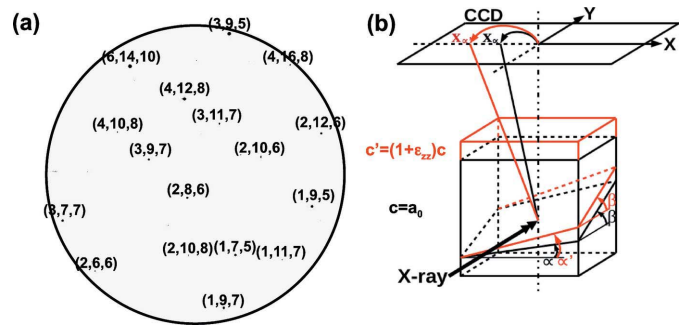 (a)
(3,9,5)
(6,14,10)
(4,16,8)
(4,12,8)
(3,11,7)
(4,10,8)
(2,12,6)
(3,9,7)
(2,10,6)
(2,8,6)
(1,9,5)
(3,7,7)
(2,10,8)
(1,7,5)
(1,11,7)
(2,6,6)
(1,9,7)
(b)
CCD
Y
X∝' X∝
X
c'=(1+εzz)c
c=a0
β'
β
∝ ∝'
X-ray